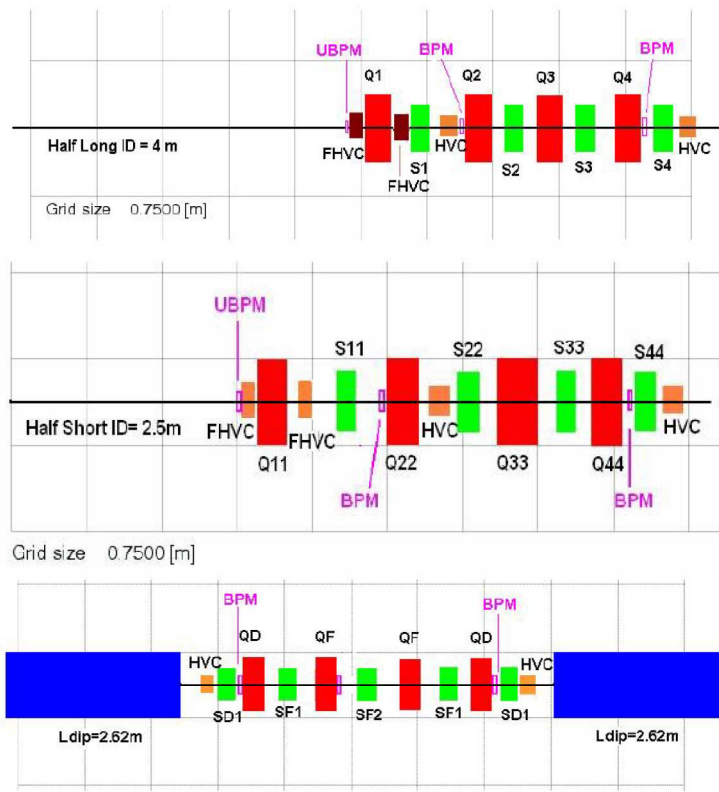 UBPM BPM BPM
Q1 Q2 Q3 Q4
Half Long ID = 4 m
FHVC S1 HVC S2 S3 S4 HVC
FHVC
Grid size 0.7500 [m]
UBPM
S11 S22 S33 S44
Half Short ID= 2.5m
FHVC FHVC HVC HVC
Q11 Q22 Q33 Q44
BPM BPM
Grid size 0.7500 [m]
BPM BPM
QD QF QF QD
HVC HVC
SD1 SF1 SF2 SF1 SD1
Ldip=2.62m Ldip=2.62m